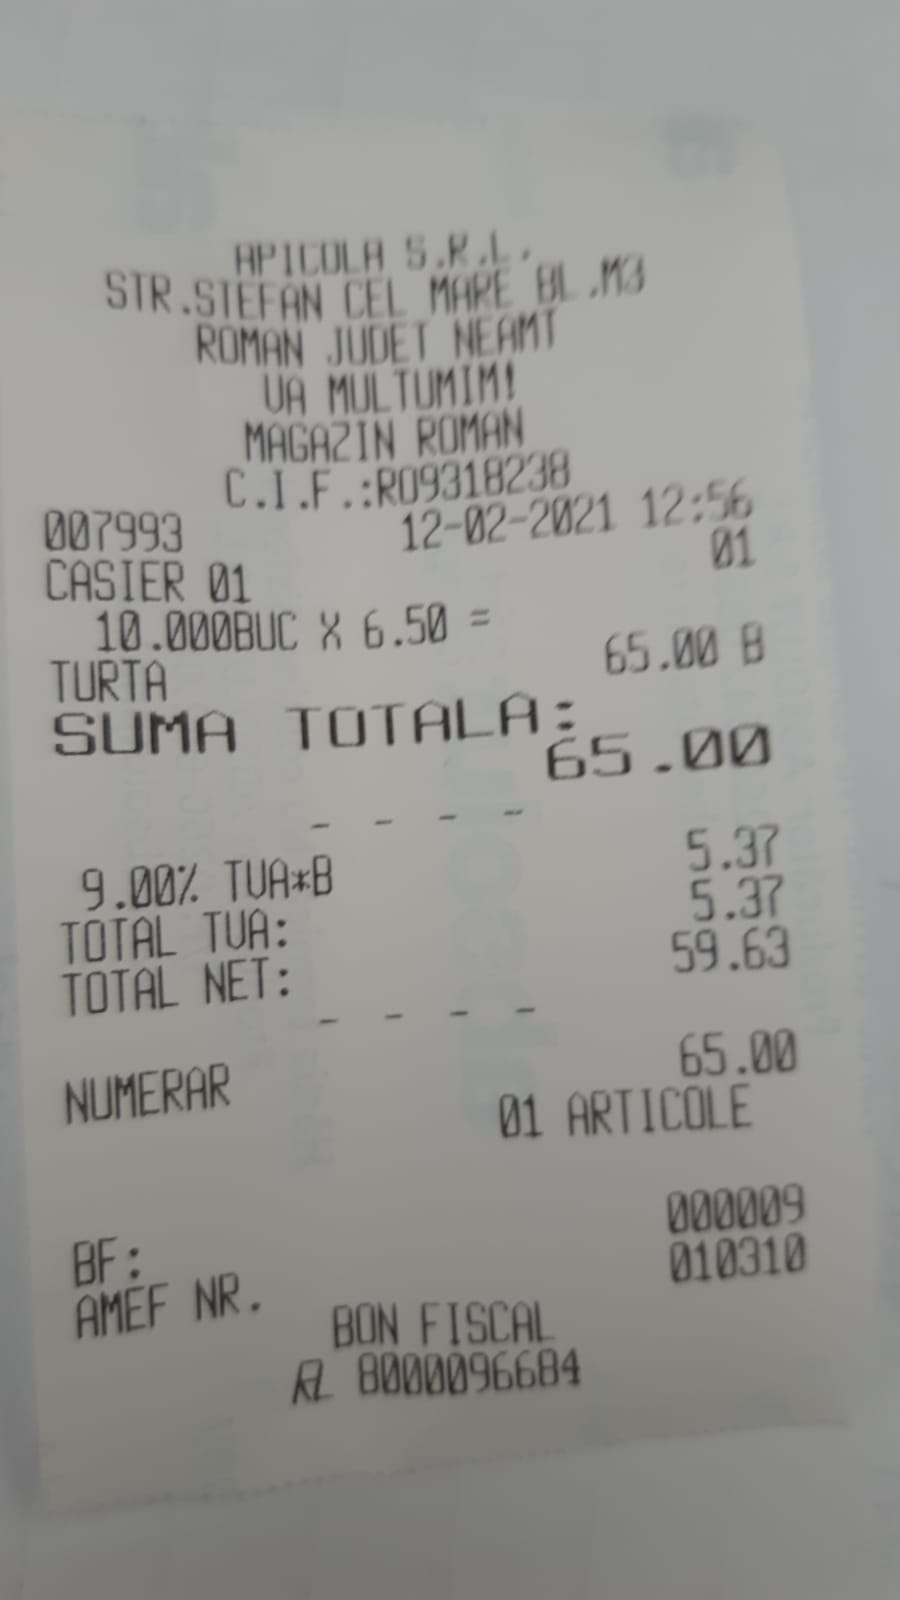 APICOLA S.R.L.
STR.STEFAN CEL MARE BL.M3
ROMAN JUDET NEAMT
VA MULTUMIM!
MAGAZIN ROMAN
C.I.F.:RO9318238
007993 12-02-2021 12:56
CASIER 01 01
10.000BUC X 6.50 =
TURTA 65.00 B
SUMA TOTALA:
65.00
- - - -
9.00% TVA*B 5.37
TOTAL TVA: 5.37
TOTAL NET: 59.63
- - - -
NUMERAR 65.00
01 ARTICOLE
BF: 000009
AMEF NR. 010310
BON FISCAL
8000096684